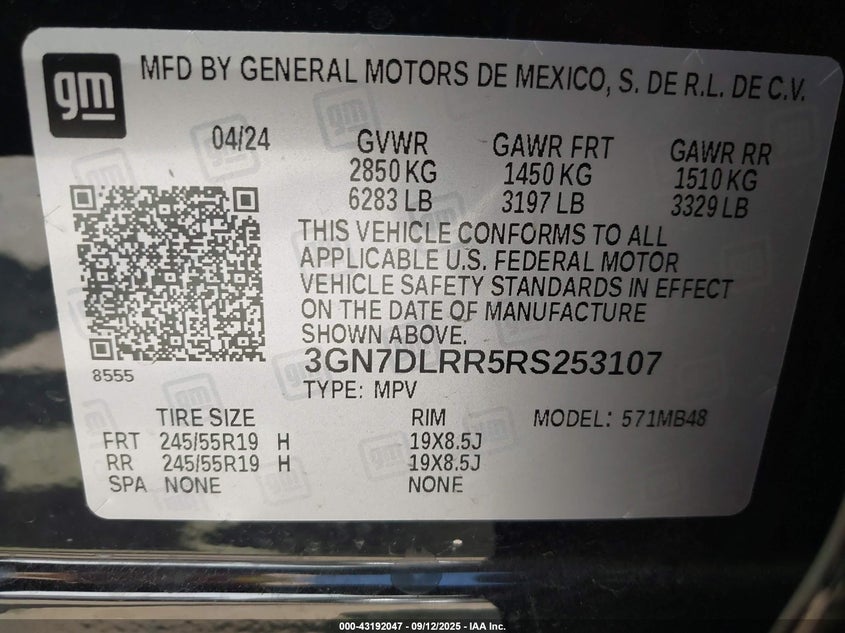 gm
MFD BY GENERAL MOTORS DE MEXICO, S. DE R.L. DE C.V.
04/24 GVWR GAWR FRT GAWR RR
2850 KG 1450 KG 1510 KG
6283 LB 3197 LB 3329 LB
THIS VEHICLE CONFORMS TO ALL
APPLICABLE U.S. FEDERAL MOTOR
VEHICLE SAFETY STANDARDS IN EFFECT
ON THE DATE OF MANUFACTURE
SHOWN ABOVE.
3GN7DLRR5RS253107
8555
TYPE: MPV
TIRE SIZE RIM MODEL: 571MB48
FRT 245/55R19 H 19X8.5J
RR 245/55R19 H 19X8.5J
SPA NONE NONE
000-43192047 - 09/12/2025 - IAA Inc.